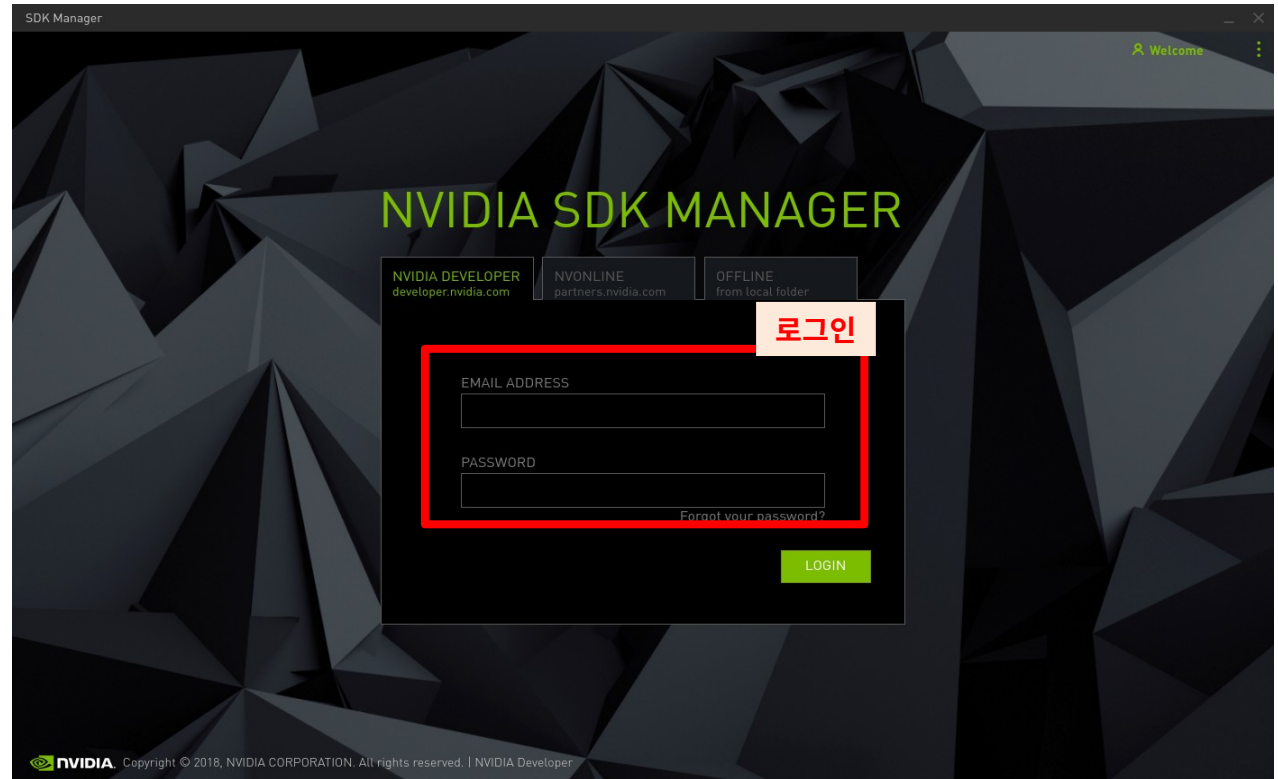 SDK Manager
Welcome
NVIDIA SDK MANAGER
NVIDIA DEVELOPER
developer.nvidia.com
NVONLINE
partners.nvidia.com
OFFLINE
from local folder
로그인
EMAIL ADDRESS
PASSWORD
Forgot your password?
LOGIN
NVIDIA. Copyright © 2018, NVIDIA CORPORATION. All rights reserved. | NVIDIA Developer